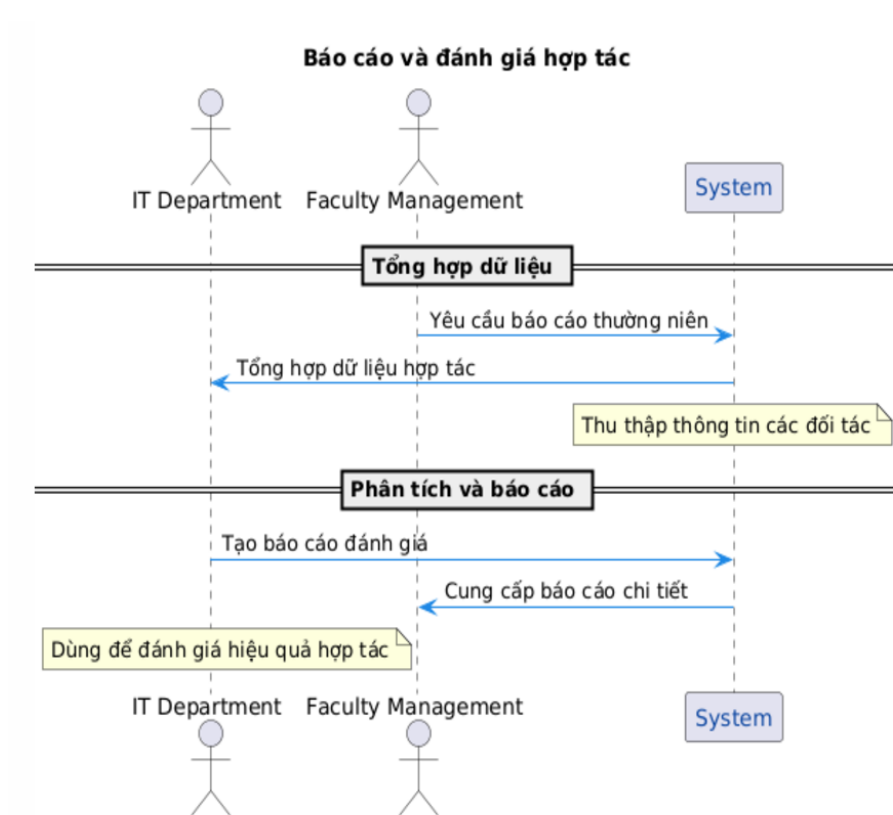 Báo cáo và đánh giá hợp tác
IT Department
Faculty Management
System
Tổng hợp dữ liệu
Yêu cầu báo cáo thường niên
Tổng hợp dữ liệu hợp tác
Thu thập thông tin các đối tác
Phân tích và báo cáo
Tạo báo cáo đánh giá
Cung cấp báo cáo chi tiết
Dùng để đánh giá hiệu quả hợp tác
IT Department
Faculty Management
System